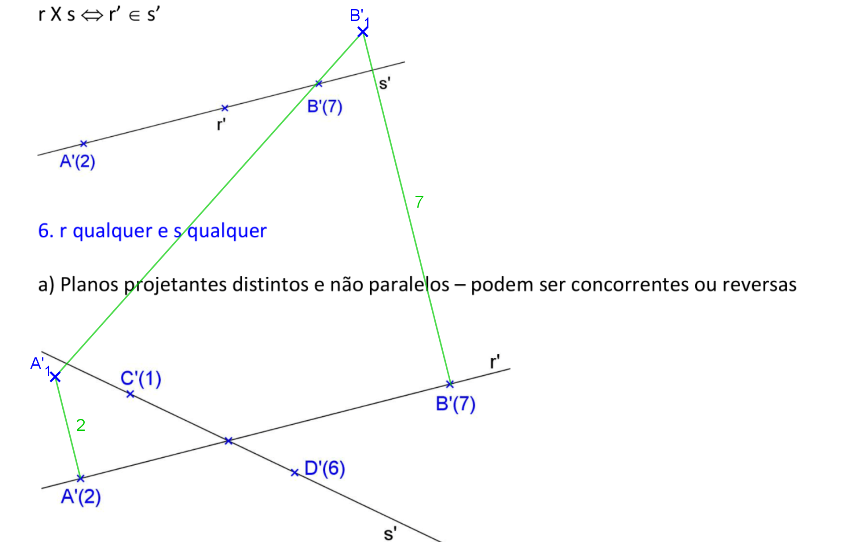 r X s ⇔ r' ∈ s'
B'1
s'
B'(7)
r'
A'(2)
7
6. r qualquer e s qualquer
a) Planos projetantes distintos e não paralelos – podem ser concorrentes ou reversas
r'
A'1
C'(1)
B'(7)
2
D'(6)
A'(2)
s'